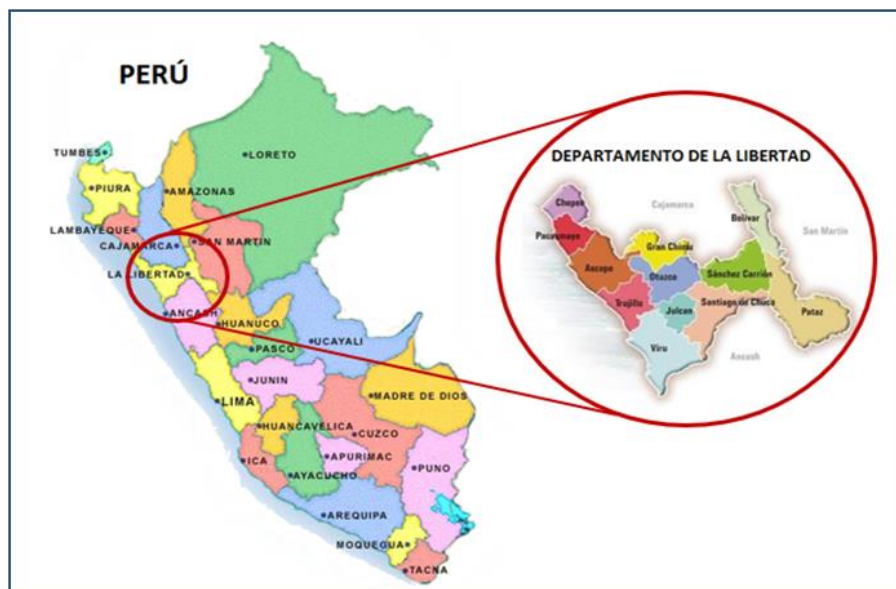 PERÚ
TUMBES
PIURA
LORETO
AMAZONAS
LAMBAYEQUE
CAJAMARCA
SAN MARTIN
LA LIBERTAD
ANCASH
HUANUCO
UCAYALI
PASCO
JUNIN
LIMA
MADRE DE DIOS
HUANCAVELICA
CUZCO
ICA
APURIMAC
PUNO
AYACUCHO
AREQUIPA
MOQUEGUA
TACNA
DEPARTAMENTO DE LA LIBERTAD
Chepen
Cajamarca
Bolívar
San Martín
Pacasmayo
Gran Chimú
Ascope
Otuzco
Sánchez Carrión
Trujillo
Julcan
Santiago de Chuco
Pataz
Viru
Ancash